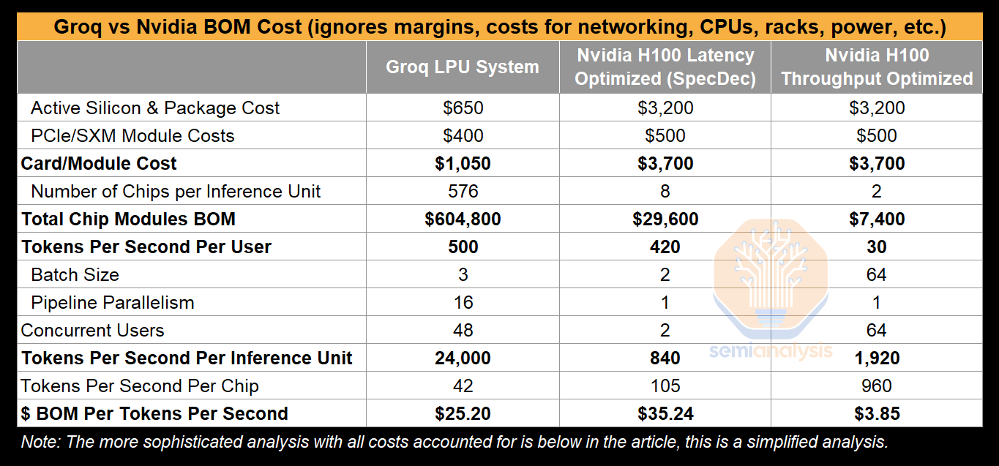 Groq vs Nvidia BOM Cost (ignores margins, costs for networking, CPUs, racks, power, etc.)
Groq LPU System
Nvidia H100 Latency
Optimized (SpecDec)
Nvidia H100
Throughput Optimized
Active Silicon & Package Cost $650 $3,200 $3,200
PCIe/SXM Module Costs $400 $500 $500
Card/Module Cost $1,050 $3,700 $3,700
Number of Chips per Inference Unit 576 8 2
Total Chip Modules BOM $604,800 $29,600 $7,400
Tokens Per Second Per User 500 420 30
Batch Size 3 2 64
Pipeline Parallelism 16 1 1
Concurrent Users 48 2 64
semianalysis
Tokens Per Second Per Inference Unit 24,000 840 1,920
Tokens Per Second Per Chip 42 105 960
$ BOM Per Tokens Per Second $25.20 $35.24 $3.85
Note: The more sophisticated analysis with all costs accounted for is below in the article, this is a simplified analysis.